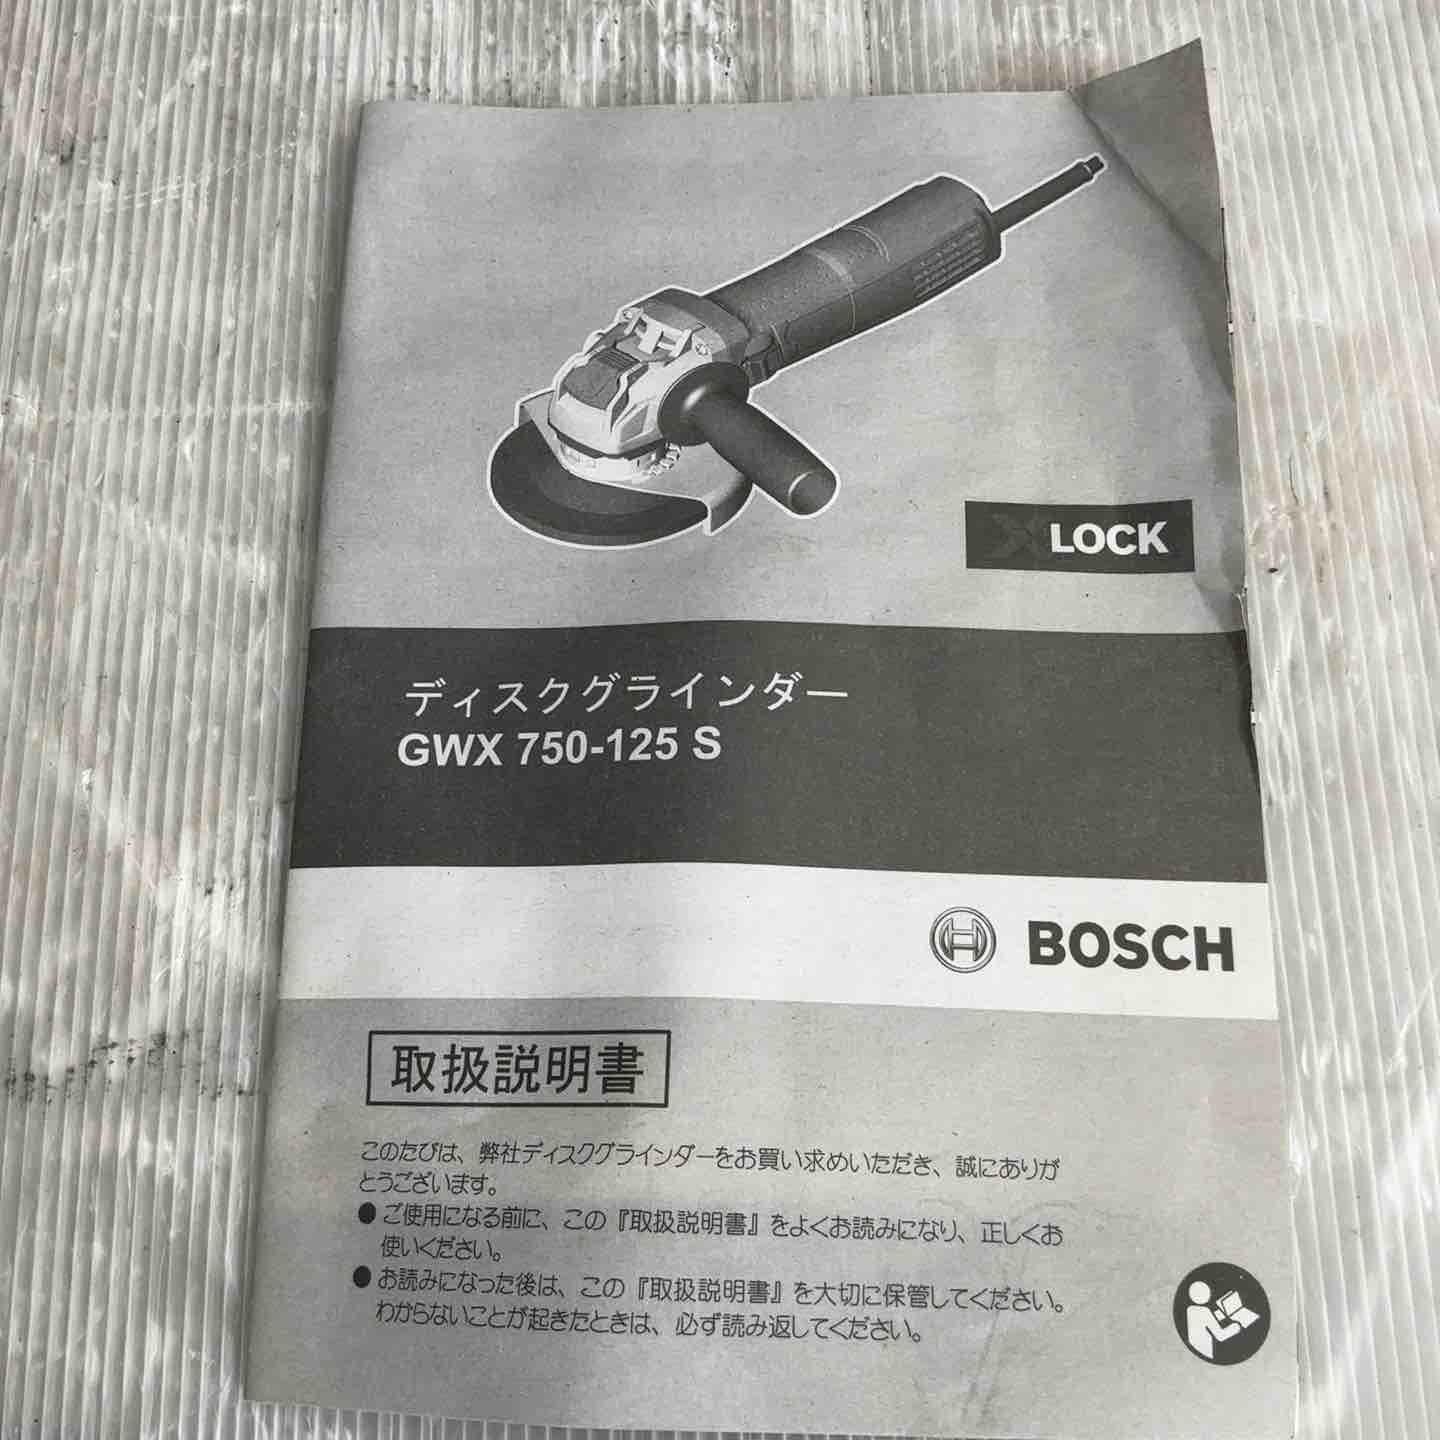 X LOCK
ディスクグラインダー
GWX 750-125 S
BOSCH
取扱説明書
このたびは、弊社ディスクグラインダーをお買い求めいただき、誠にありが
とうございます。
●ご使用になる前に、この『取扱説明書』をよくお読みになり、正しくお
使いください。
●お読みになった後は、この『取扱説明書』を大切に保管してください。
わからないことが起きたときは、必ず読み返してください。